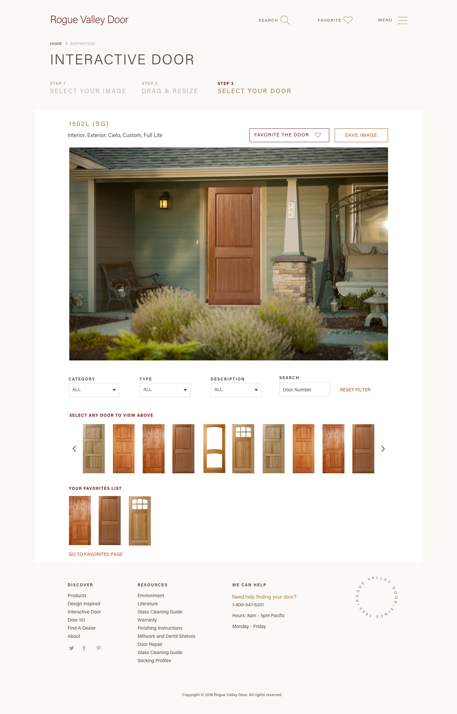 Rogue Valley Door
SEARCH
FAVORITE
MENU
HOME > INSPIRATION
INTERACTIVE DOOR
STEP 1
SELECT YOUR IMAGE
STEP 2
DRAG & RESIZE
STEP 3
SELECT YOUR DOOR
1502L (SG)
Interior, Exterior, Cielo, Custom, Full Lite
FAVORITE THE DOOR
SAVE IMAGE
CATEGORY
ALL
TYPE
ALL
DESCRIPTION
ALL
SEARCH
Door Number
RESET FILTER
SELECT ANY DOOR TO VIEW ABOVE
YOUR FAVORITES LIST
GO TO FAVORITES PAGE
DISCOVER
Products
Design Inspired
Interactive Door
Door 101
Find A Dealer
About
RESOURCES
Environment
Literature
Glass Cleaning Guide
Warranty
Finishing Instructions
Millwork and Dentil Shelves
Door Repair
Glass Cleaning Guide
Sticking Profiles
WE CAN HELP
Need help finding your door?
1-800-547-8201
Hours: 8am - 5pm Pacific
Monday - Friday
ROGUE VALLEY DOOR SINCE
Copyright © 2016 Rogue Valley Door. All rights reserved.